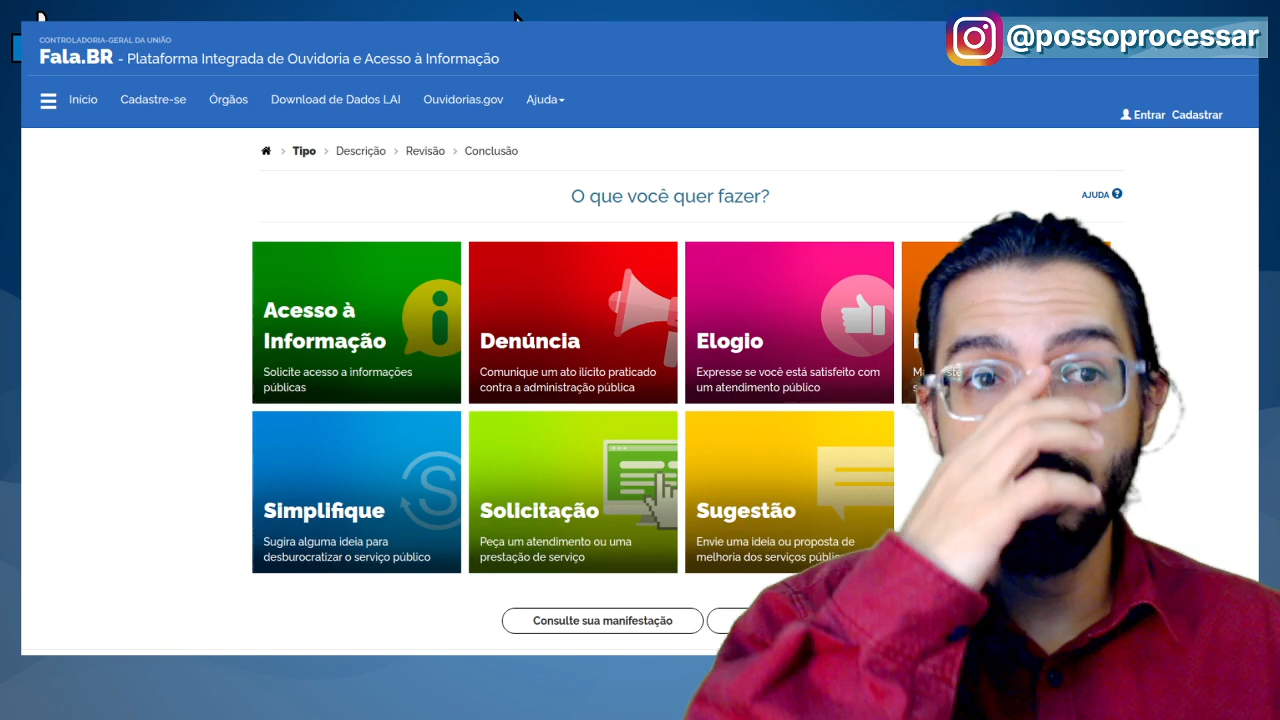 CONTROLADORIA-GERAL DA UNIÃO
Fala.BR - Plataforma Integrada de Ouvidoria e Acesso à Informação
@possoprocessar
Início Cadastre-se Órgãos Download de Dados LAI Ouvidorias.gov Ajuda
Entrar Cadastrar
Tipo Descrição Revisão Conclusão
O que você quer fazer?
AJUDA
Acesso à
Informação
Solicite acesso a informações
públicas
Denúncia
Comunique um ato ilícito praticado
contra a administração pública
Elogio
Expresse se você está satisfeito com
um atendimento público
Simplifique
Sugira alguma ideia para
desburocratizar o serviço público
Solicitação
Peça um atendimento ou uma
prestação de serviço
Sugestão
Envie uma ideia ou proposta de
melhoria dos serviços
Consulte sua manifestação